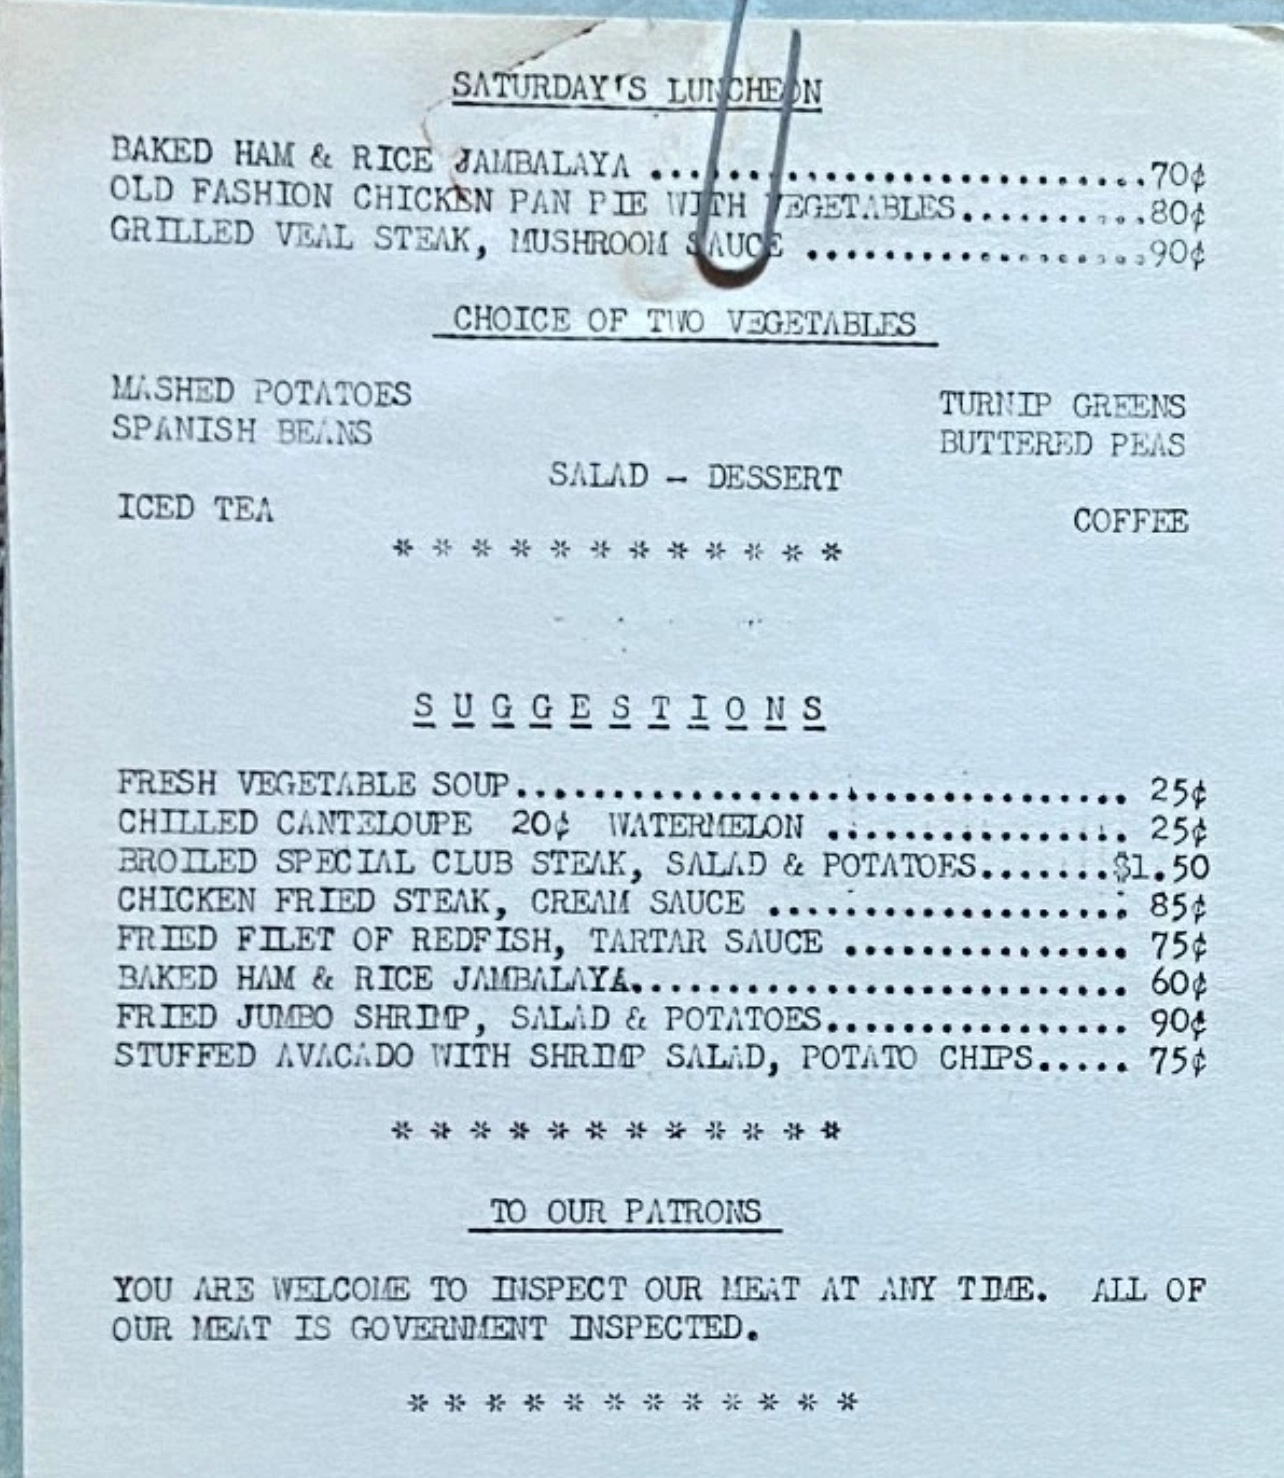 SATURDAY'S LUNCHEON
BAKED HAM & RICE JAMBALAYA ..........................70¢
OLD FASHION CHICKEN PAN PIE WITH VEGETABLES..........80¢
GRILLED VEAL STEAK, MUSHROOM SAUCE ..................90¢
CHOICE OF TWO VEGETABLES
MASHED POTATOES TURNIP GREENS
SPANISH BEANS BUTTERED PEAS
SALAD - DESSERT
ICED TEA COFFEE
* * * * * * * * * * * *
S U G G E S T I O N S
FRESH VEGETABLE SOUP................................ 25¢
CHILLED CANTELOUPE 20¢ WATERMELON ................ 25¢
BROILED SPECIAL CLUB STEAK, SALAD & POTATOES.......$1.50
CHICKEN FRIED STEAK, CREAM SAUCE ................... 85¢
FRIED FILET OF REDFISH, TARTAR SAUCE ............... 75¢
BAKED HAM & RICE JAMBALAYA.......................... 60¢
FRIED JUMBO SHRIMP, SALAD & POTATOES................ 90¢
STUFFED AVACADO WITH SHRIMP SALAD, POTATO CHIPS..... 75¢
* * * * * * * * * * * *
TO OUR PATRONS
YOU ARE WELCOME TO INSPECT OUR MEAT AT ANY TIME. ALL OF
OUR MEAT IS GOVERNMENT INSPECTED.
* * * * * * * * * * * *